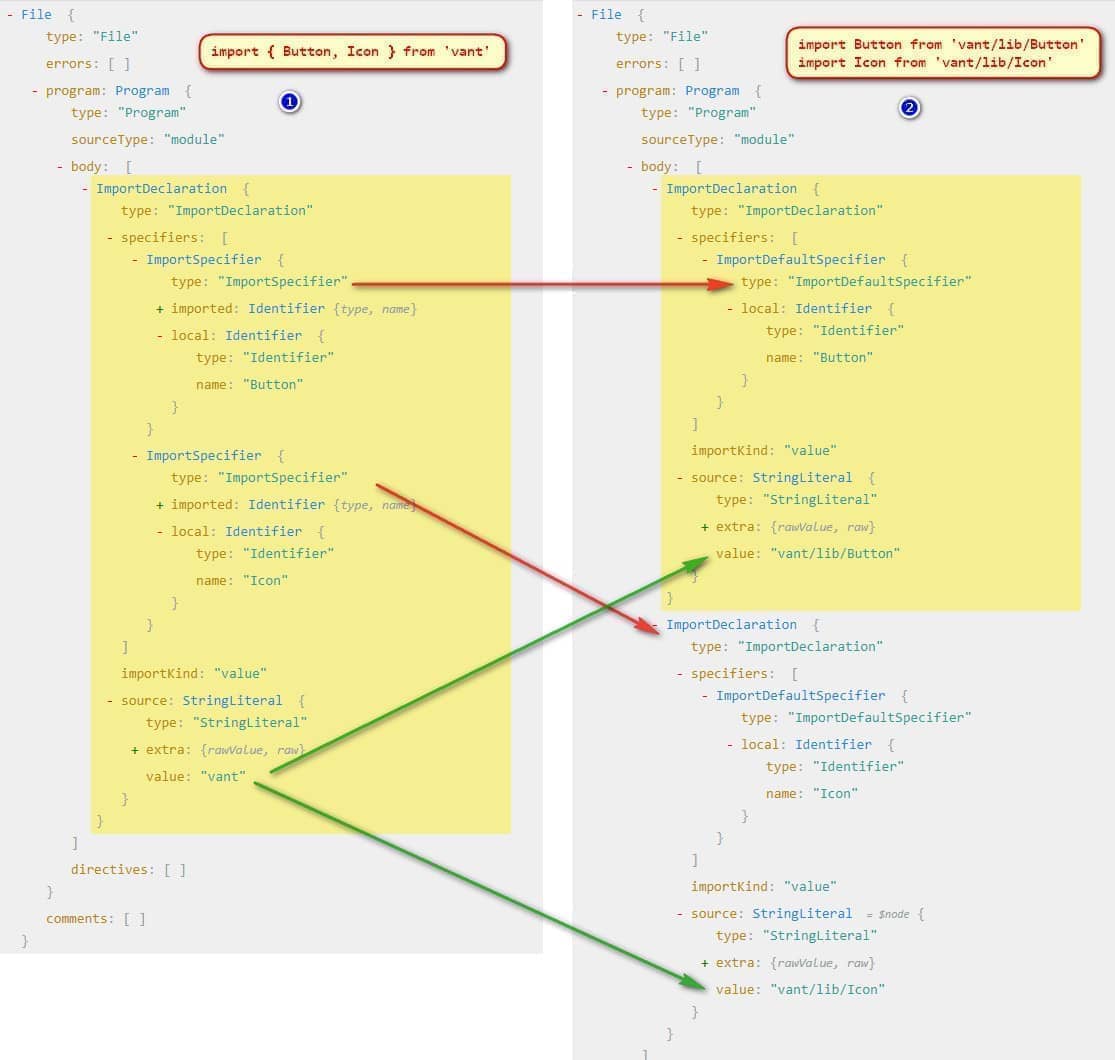 - File {
type: "File"
import { Button, Icon } from 'vant'
errors: [ ]
- program: Program {
1
type: "Program"
sourceType: "module"
- body: [
- ImportDeclaration {
type: "ImportDeclaration"
- specifiers: [
- ImportSpecifier {
type: "ImportSpecifier"
+ imported: Identifier {type, name}
- local: Identifier {
type: "Identifier"
name: "Button"
}
}
- ImportSpecifier {
type: "ImportSpecifier"
+ imported: Identifier {type, name}
- local: Identifier {
type: "Identifier"
name: "Icon"
}
}
]
importKind: "value"
- source: StringLiteral {
type: "StringLiteral"
+ extra: {rawValue, raw}
value: "vant"
}
}
]
directives: [ ]
}
comments: [ ]
}
- File {
type: "File"
import Button from 'vant/lib/Button'
import Icon from 'vant/lib/Icon'
errors: [ ]
- program: Program {
2
type: "Program"
sourceType: "module"
- body: [
- ImportDeclaration {
type: "ImportDeclaration"
- specifiers: [
- ImportDefaultSpecifier {
type: "ImportDefaultSpecifier"
- local: Identifier {
type: "Identifier"
name: "Button"
}
}
]
importKind: "value"
- source: StringLiteral {
type: "StringLiteral"
+ extra: {rawValue, raw}
value: "vant/lib/Button"
}
}
- ImportDeclaration {
type: "ImportDeclaration"
- specifiers: [
- ImportDefaultSpecifier {
type: "ImportDefaultSpecifier"
- local: Identifier {
type: "Identifier"
name: "Icon"
}
}
]
importKind: "value"
- source: StringLiteral = $node {
type: "StringLiteral"
+ extra: {rawValue, raw}
value: "vant/lib/Icon"
}
}
]